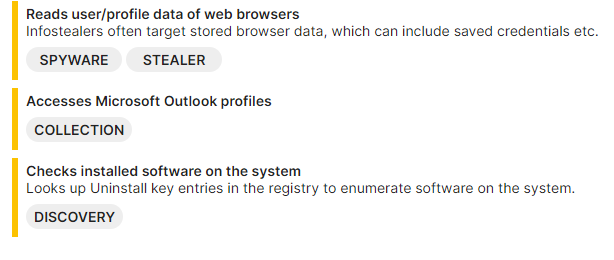 Reads user/profile data of web browsers
Infostealers often target stored browser data, which can include saved credentials etc.
SPYWARE STEALER
Accesses Microsoft Outlook profiles
COLLECTION
Checks installed software on the system
Looks up Uninstall key entries in the registry to enumerate software on the system.
DISCOVERY